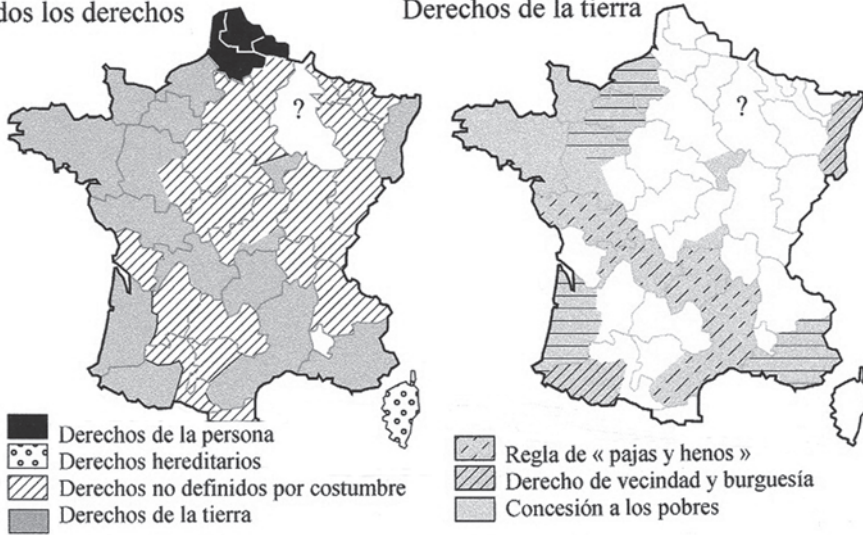 dos los derechos
Derechos de la tierra
?
?
Derechos de la persona
Derechos hereditarios
Derechos no definidos por costumbre
Derechos de la tierra
Regla de « pajas y henos »
Derecho de vecindad y burguesía
Concesión a los pobres